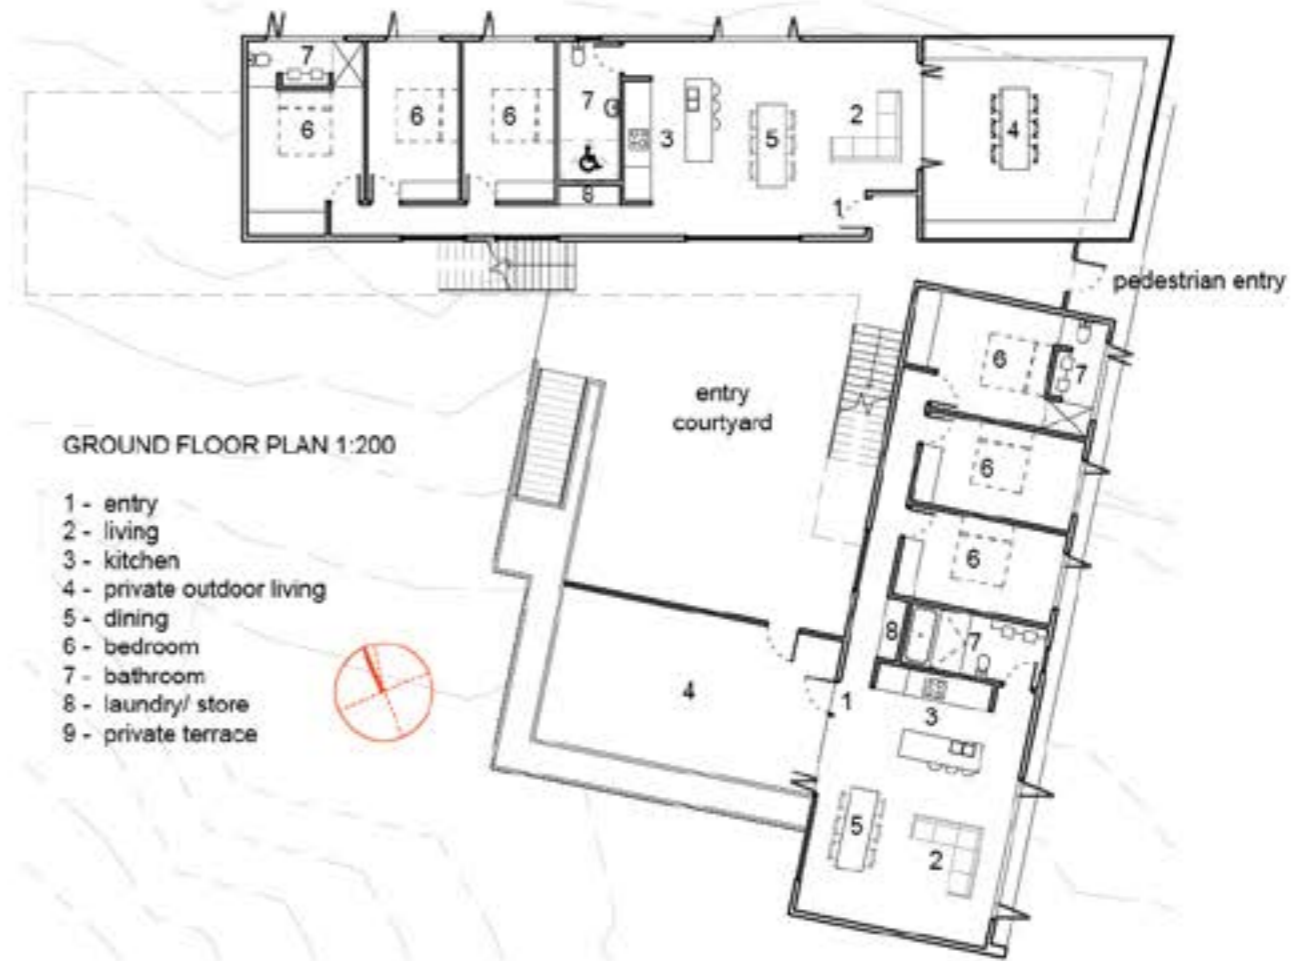 7
6
6
6
7
8
3
5
2
1
4
pedestrian entry
6
7
entry
courtyard
6
6
8
7
4
1
3
5
2
GROUND FLOOR PLAN 1:200
1 - entry
2 - living
3 - kitchen
4 - private outdoor living
5 - dining
6 - bedroom
7 - bathroom
8 - laundry/ store
9 - private terrace